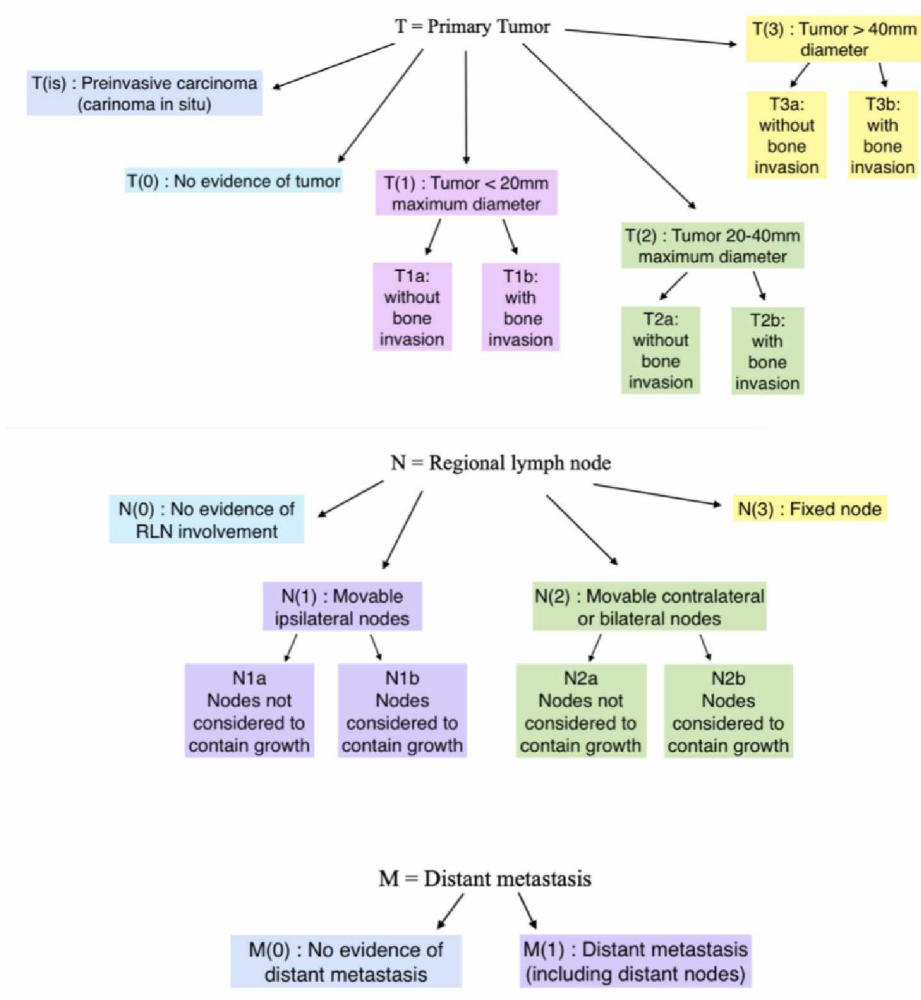 T = Primary Tumor
T(3) : Tumor > 40mm
diameter
T(is) : Preinvasive carcinoma
(carinoma in situ)
T3a:
without
bone
invasion
T3b:
with
bone
invasion
T(0) : No evidence of tumor
T(1) : Tumor < 20mm
maximum diameter
T(2) : Tumor 20-40mm
maximum diameter
T1a:
without
bone
invasion
T1b:
with
bone
invasion
T2a:
without
bone
invasion
T2b:
with
bone
invasion
N = Regional lymph node
N(0) : No evidence of
RLN involvement
N(3) : Fixed node
N(1) : Movable
ipsilateral nodes
N(2) : Movable contralateral
or bilateral nodes
N1a
Nodes not
considered to
contain growth
N1b
Nodes
considered to
contain growth
N2a
Nodes not
considered to
contain growth
N2b
Nodes
considered to
contain growth
M = Distant metastasis
M(0) : No evidence of
distant metastasis
M(1) : Distant metastasis
(including distant nodes)